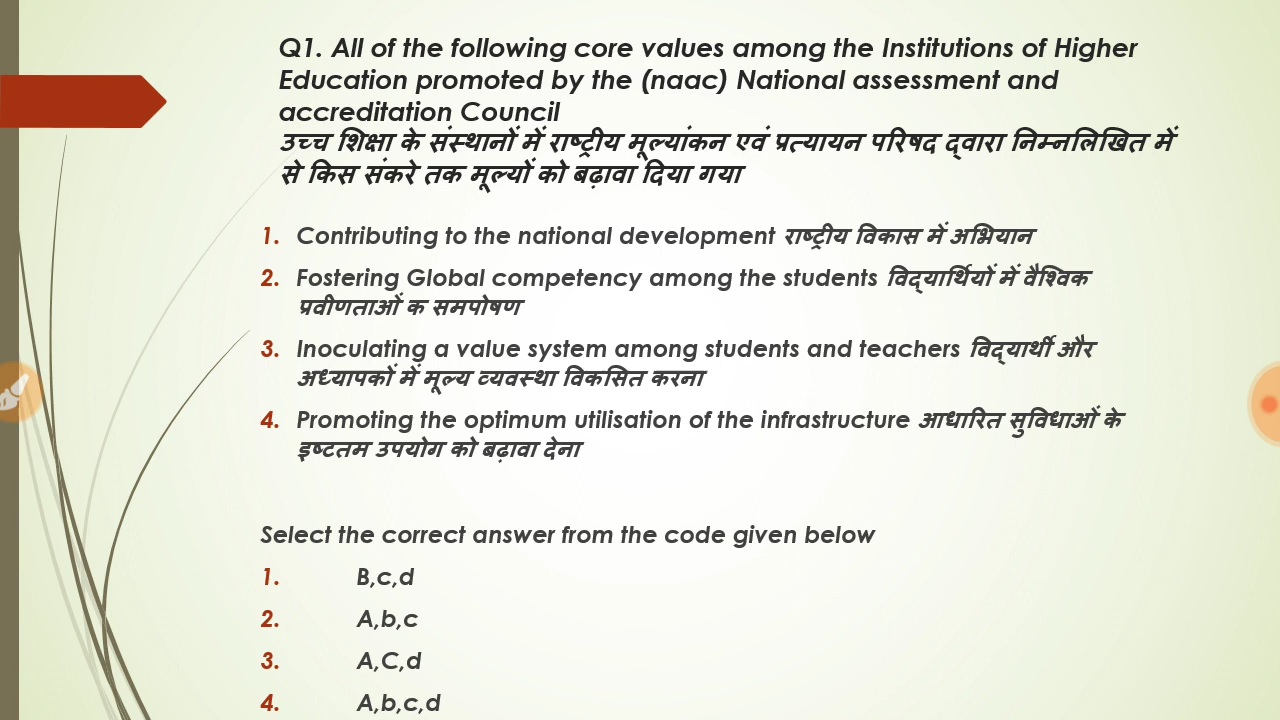 Q1. All of the following core values among the Institutions of Higher
Education promoted by the (naac) National assessment and
accreditation Council
उच्च शिक्षा के संस्थानों में राष्ट्रीय मूल्यांकन एवं प्रत्यायन परिषद द्वारा निम्नलिखित में
से किस संकरे तक मूल्यों को बढ़ावा दिया गया
1. Contributing to the national development राष्ट्रीय विकास में अभियान
2. Fostering Global competency among the students विद्यार्थियों में वैश्विक
प्रवीणताओं क समपोषण
3. Inoculating a value system among students and teachers विद्यार्थी और
अध्यापकों में मूल्य व्यवस्था विकसित करना
4. Promoting the optimum utilisation of the infrastructure आधारित सुविधाओं के
इष्टतम उपयोग को बढ़ावा देना
Select the correct answer from the code given below
1. B,c,d
2. A,b,c
3. A,C,d
4. A,b,c,d